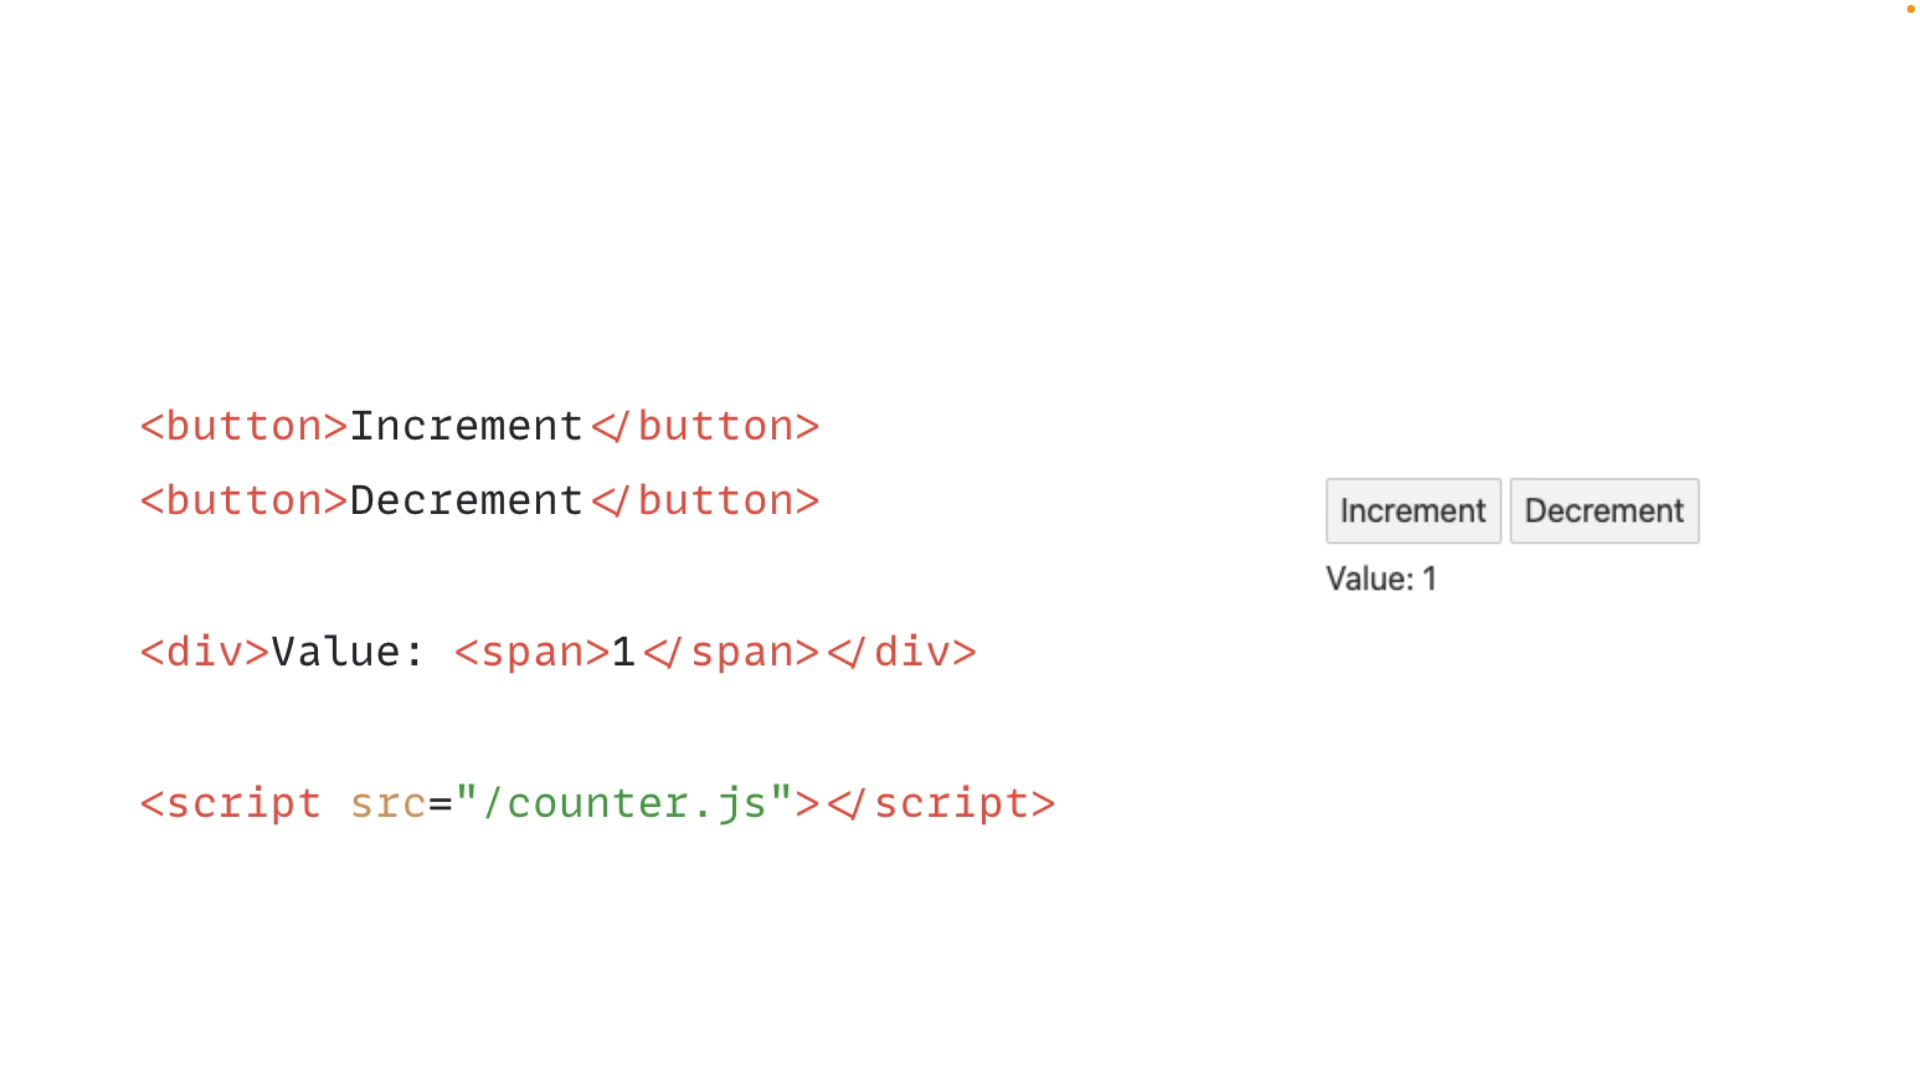 <button>Increment</button>
<button>Decrement</button>
<div>Value: <span>1</span></div>
<script src="/counter.js"></script>
Increment Decrement
Value: 1